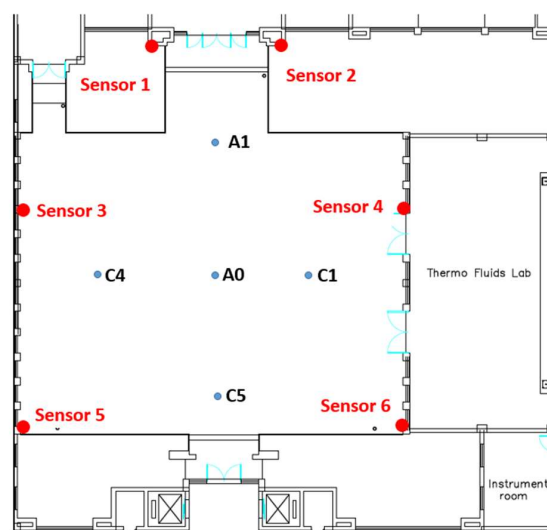 Sensor 1
Sensor 2
A1
Sensor 3
Sensor 4
C4
A0
C1
Thermo Fluids Lab
C5
Sensor 5
Sensor 6
Instrument
room